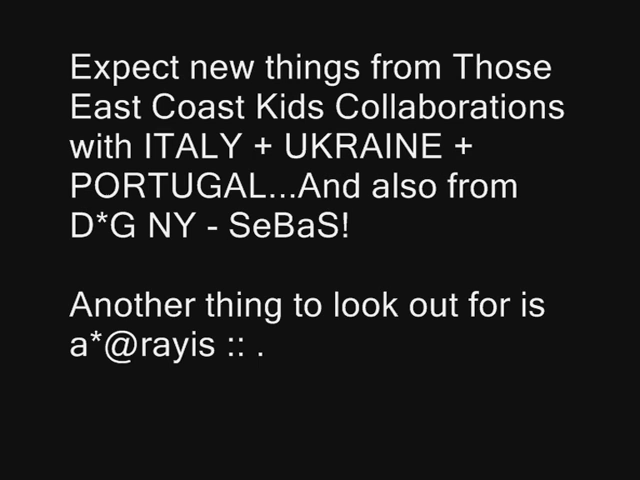 Expect new things from Those
East Coast Kids Collaborations
with ITALY + UKRAINE +
PORTUGAL...And also from
D*G NY - SeBaS!
Another thing to look out for is
a*@rayis :: .